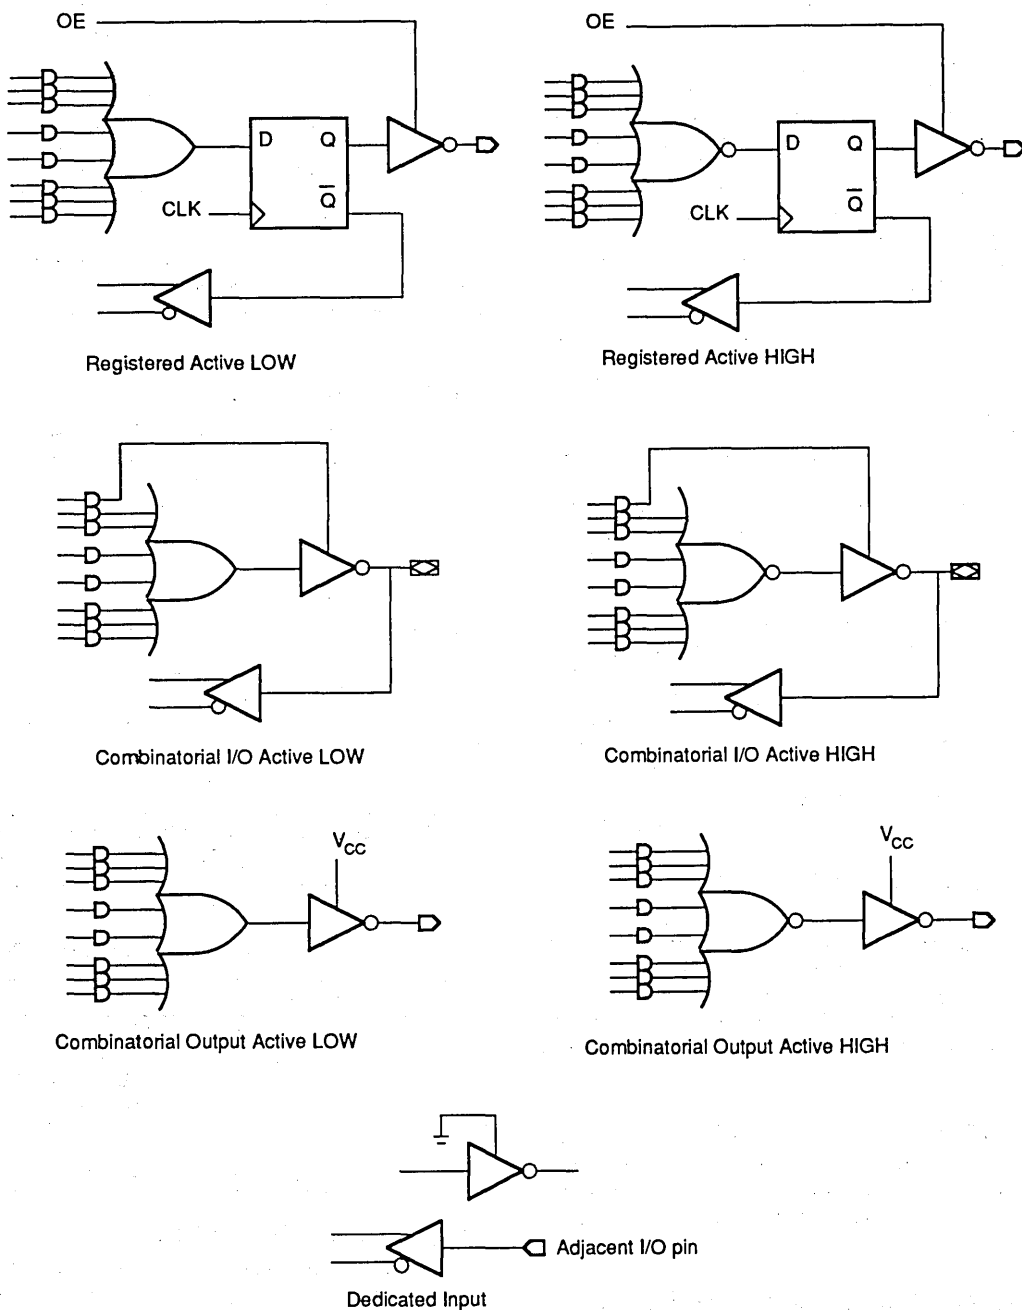 OE
D Q
Q̅
CLK
Registered Active LOW
OE
D Q
Q̅
CLK
Registered Active HIGH
Combinatorial I/O Active LOW
Combinatorial I/O Active HIGH
VCC
Combinatorial Output Active LOW
VCC
Combinatorial Output Active HIGH
Adjacent I/O pin
Dedicated Input